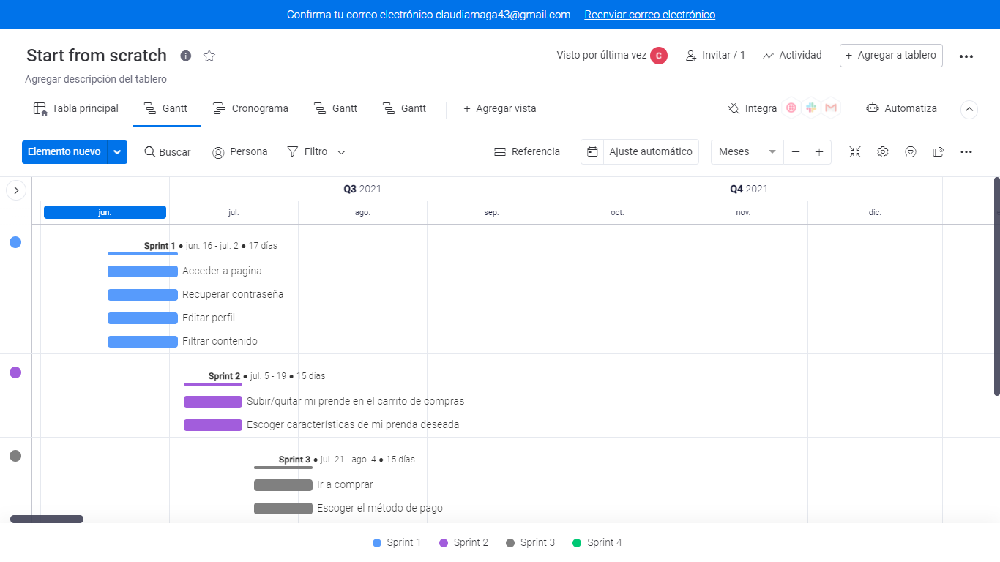 Confirma tu correo electrónico claudiamaga43@gmail.com Reenviar correo electrónico
Start from scratch
Visto por última vez C Invitar / 1 Actividad + Agregar a tablero
Agregar descripción del tablero
Tabla principal Gantt Cronograma Gantt Gantt + Agregar vista Integra Automatiza
Elemento nuevo Buscar Persona Filtro Referencia Ajuste automático Meses − +
Q3 2021 Q4 2021
jun. jul. ago. sep. oct. nov. dic.
Sprint 1 ● jun. 16 - jul. 2 ● 17 días
Acceder a pagina
Recuperar contraseña
Editar perfil
Filtrar contenido
Sprint 2 ● jul. 5 - 19 ● 15 días
Subir/quitar mi prende en el carrito de compras
Escoger características de mi prenda deseada
Sprint 3 ● jul. 21 - ago. 4 ● 15 días
Ir a comprar
Escoger el método de pago
Sprint 1 Sprint 2 Sprint 3 Sprint 4